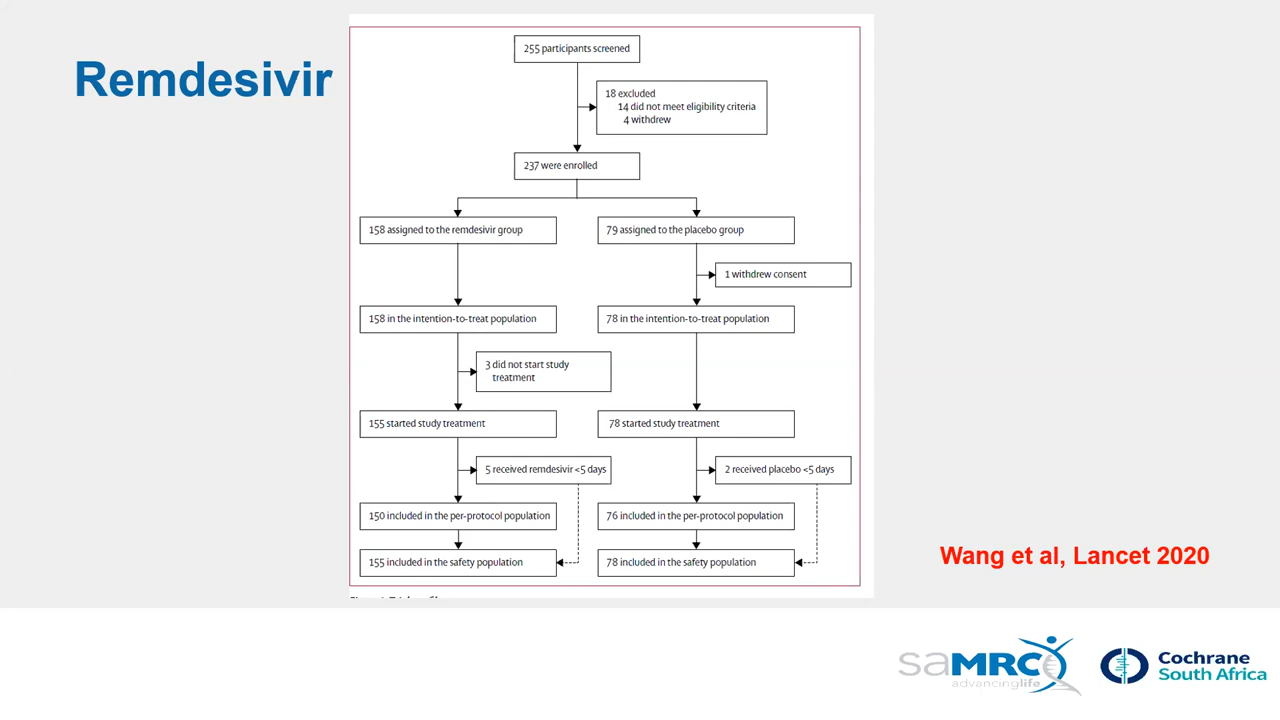 Remdesivir
255 participants screened
18 excluded
14 did not meet eligibility criteria
4 withdrew
237 were enrolled
158 assigned to the remdesivir group
79 assigned to the placebo group
1 withdrew consent
158 in the intention-to-treat population
78 in the intention-to-treat population
3 did not start study
treatment
155 started study treatment
78 started study treatment
5 received remdesivir <5 days
2 received placebo <5 days
150 included in the per-protocol population
76 included in the per-protocol population
155 included in the safety population
78 included in the safety population
Wang et al, Lancet 2020
saMRC
advancinglife
Cochrane
South Africa